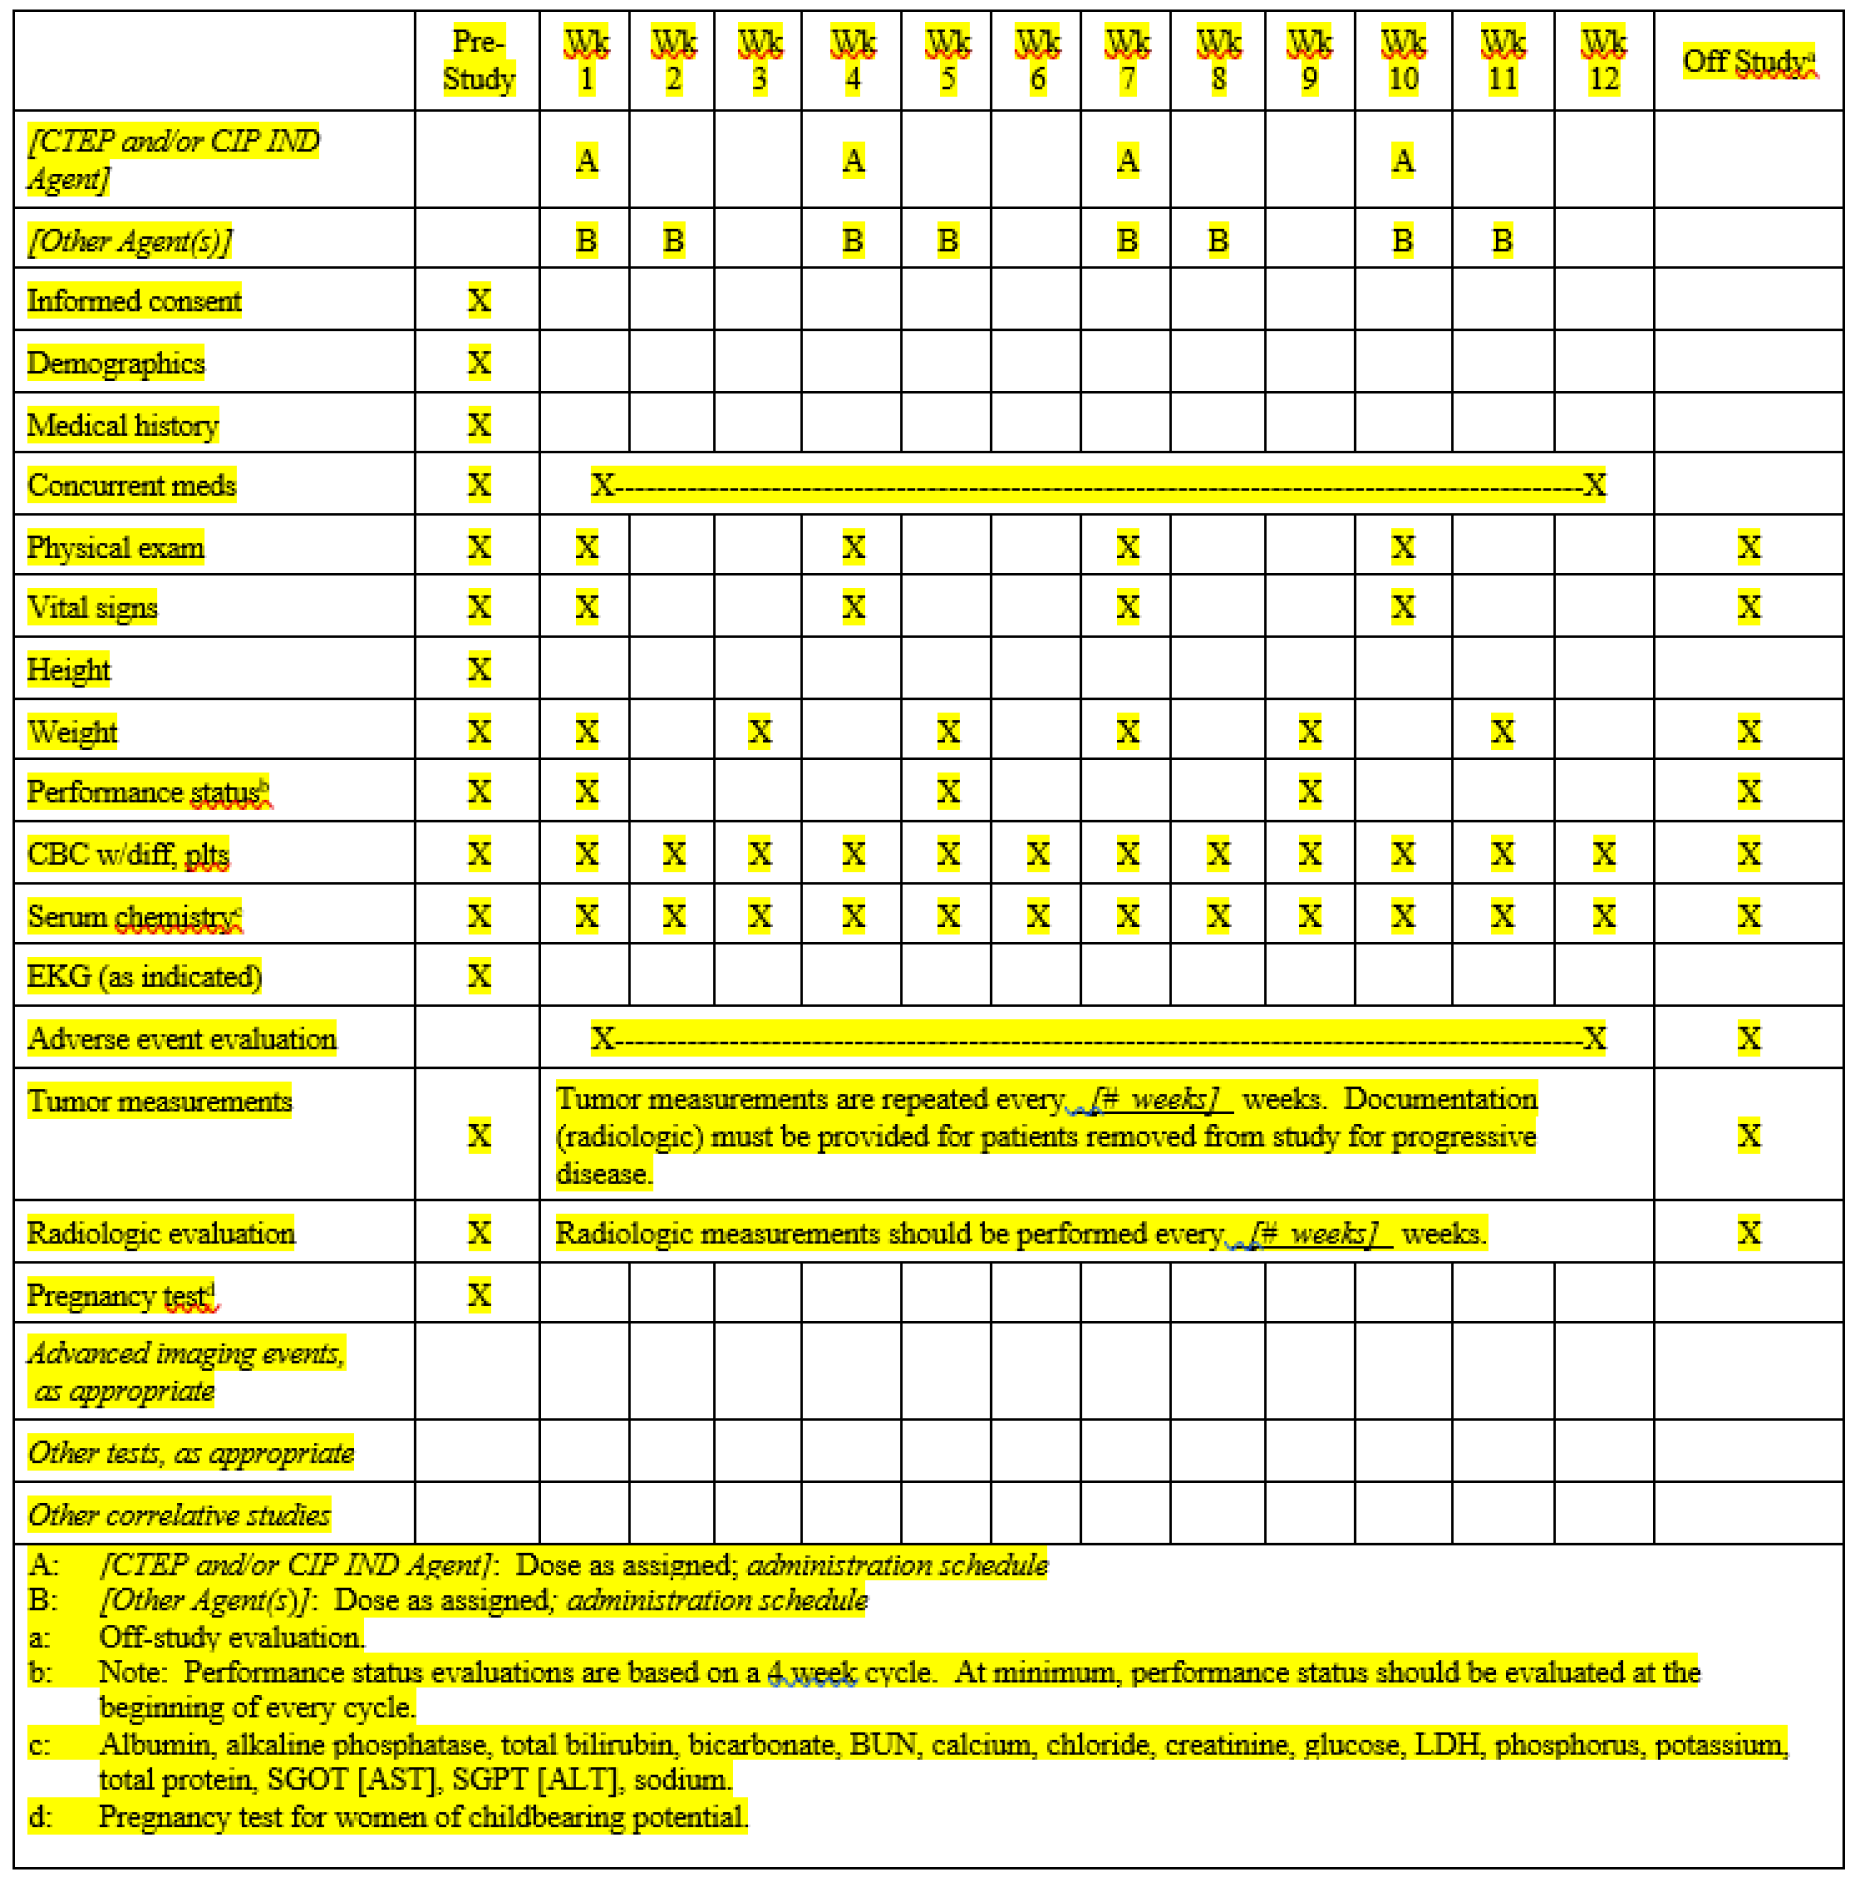 Pre- Wk Wk Wk Wk Wk Wk Wk Wk Wk Wk Wk Wk Off Studyᵃ
Study 1 2 3 4 5 6 7 8 9 10 11 12
[CTEP and/or CIP IND
Agent] A A A A
[Other Agent(s)] B B B B B B B B
Informed consent X
Demographics X
Medical history X
Concurrent meds X X-----------------------------------------------------------------------------------------------X
Physical exam X X X X X X
Vital signs X X X X X X
Height X
Weight X X X X X X X X
Performance statusᵇ X X X X X
CBC w/diff, plts X X X X X X X X X X X X X X
Serum chemistryᶜ X X X X X X X X X X X X X X
EKG (as indicated) X
Adverse event evaluation X-----------------------------------------------------------------------------------------------X X
Tumor measurements X Tumor measurements are repeated every [# weeks] weeks. Documentation
(radiologic) must be provided for patients removed from study for progressive
disease. X
Radiologic evaluation X Radiologic measurements should be performed every [# weeks] weeks. X
Pregnancy testᵈ X
Advanced imaging events,
as appropriate
Other tests, as appropriate
Other correlative studies
A: [CTEP and/or CIP IND Agent]: Dose as assigned; administration schedule
B: [Other Agent(s)]: Dose as assigned; administration schedule
a: Off-study evaluation.
b: Note: Performance status evaluations are based on a 4 week cycle. At minimum, performance status should be evaluated at the
beginning of every cycle.
c: Albumin, alkaline phosphatase, total bilirubin, bicarbonate, BUN, calcium, chloride, creatinine, glucose, LDH, phosphorus, potassium,
total protein, SGOT [AST], SGPT [ALT], sodium.
d: Pregnancy test for women of childbearing potential.